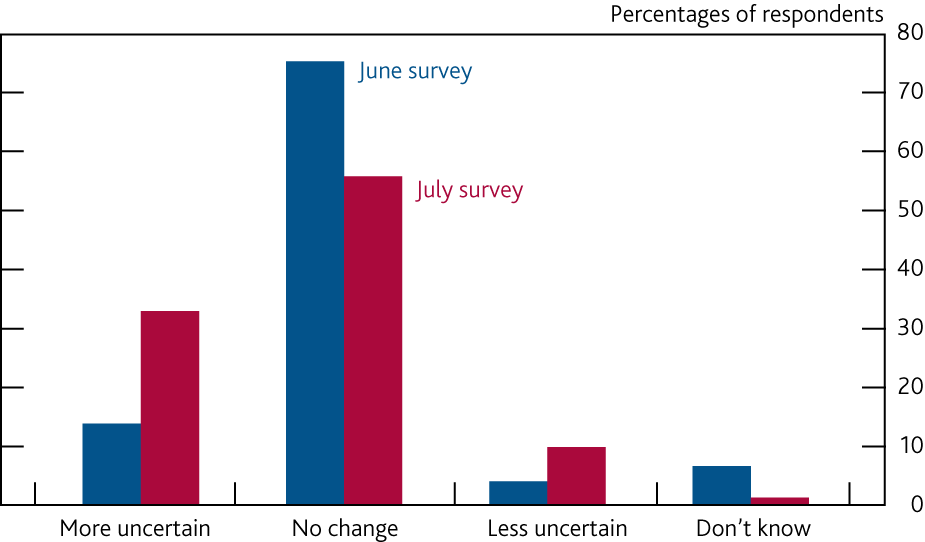 Percentages of respondents
80
June survey
70
60
July survey
50
40
30
20
10
0
More uncertain
No change
Less uncertain
Don’t know